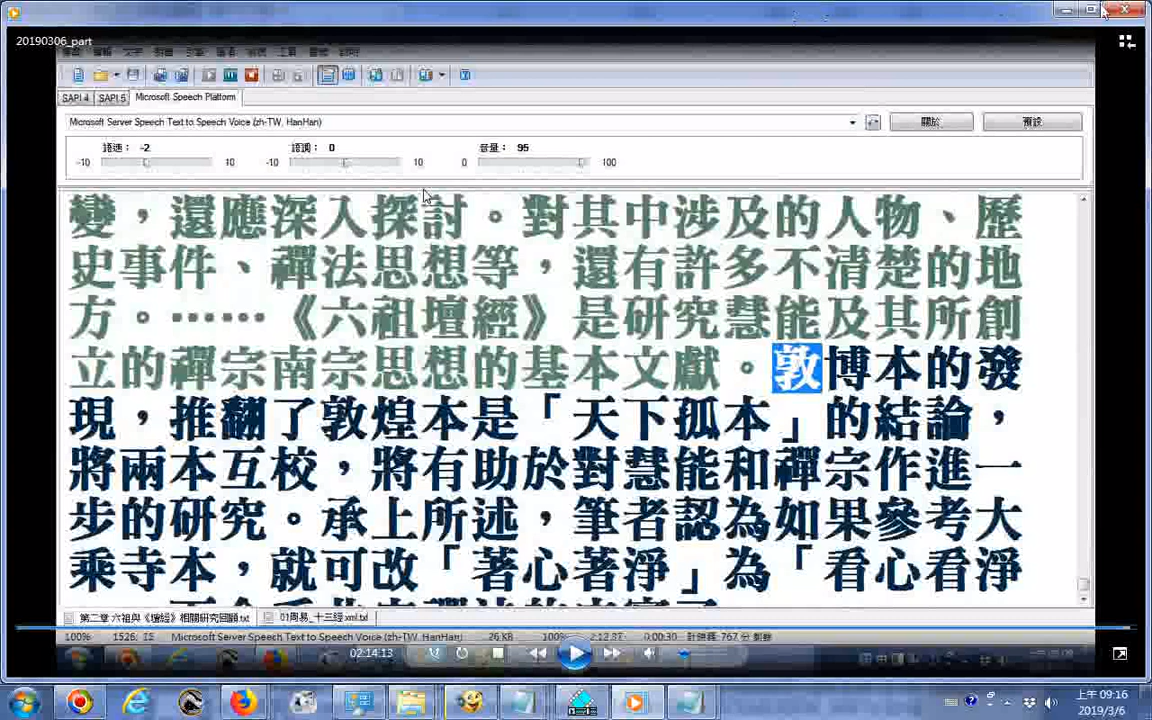 20190306_part
SAPI 4 SAPI 5 Microsoft Speech Platform
Microsoft Server Speech Text to Speech Voice (zh-TW, HanHan) 關於 預設
語速： -2 語調： 0 音量： 95
-10 10 -10 10 0 100
變，還應深入探討。對其中涉及的人物、歷
史事件、禪法思想等，還有許多不清楚的地
方。……《六祖壇經》是研究慧能及其所創
立的禪宗南宗思想的基本文獻。敦博本的發
現，推翻了敦煌本是「天下孤本」的結論，
將兩本互校，將有助於對慧能和禪宗作進一
步的研究。承上所述，筆者認為如果參考大
乘寺本，就可改「著心著淨」為「看心看淨
第二章 六祖與《壇經》相關研究回顧.txt 01周易_十三經.xml.txt
100% 1526: 15 Microsoft Server Speech Text to Speech Voice (zh-TW, HanHan) 26 KB 100% 2:12:37 0:00:30
02:14:13
上午 09:16
2019/3/6